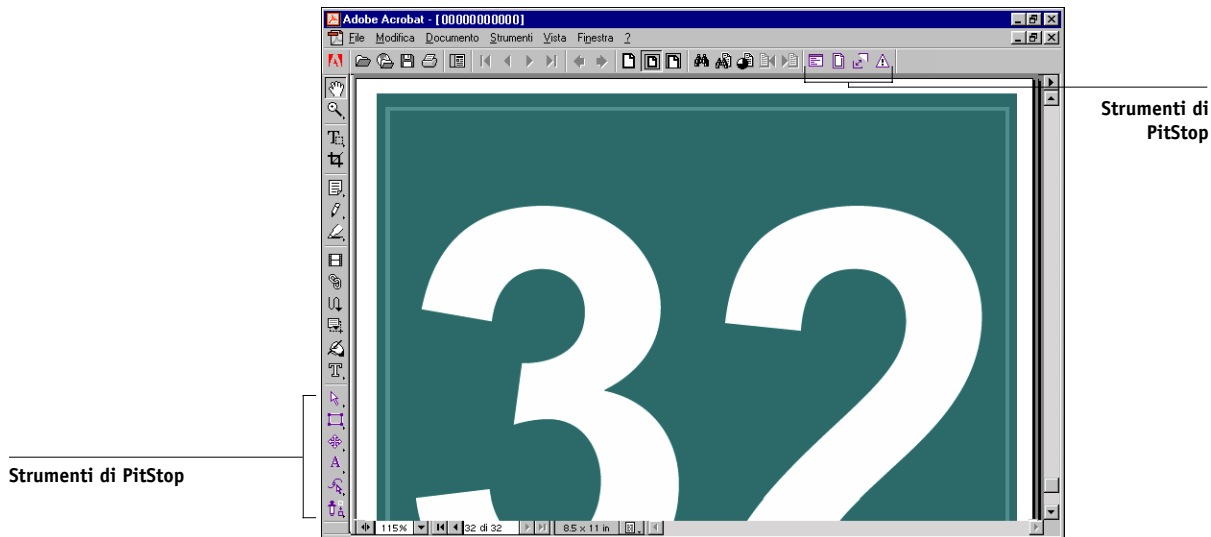 Adobe Acrobat - [00000000000]
File Modifica Documento Strumenti Vista Finestra ?
Strumenti di
PitStop
32
Strumenti di PitStop
115% 32 di 32 8.5 x 11 in